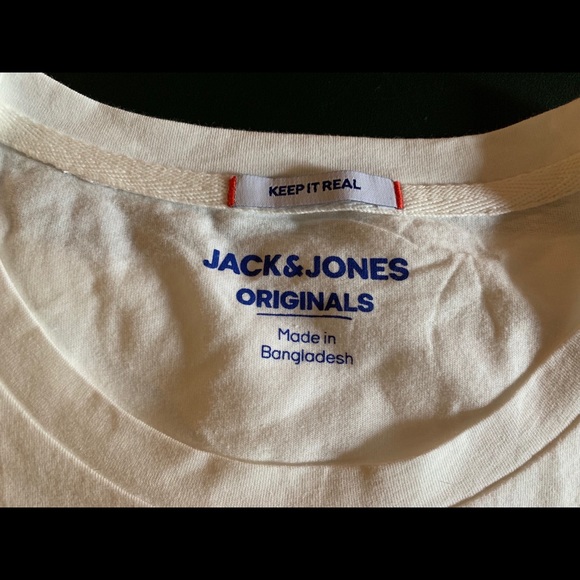 KEEP IT REAL
JACK&JONES
ORIGINALS
Made in
Bangladesh